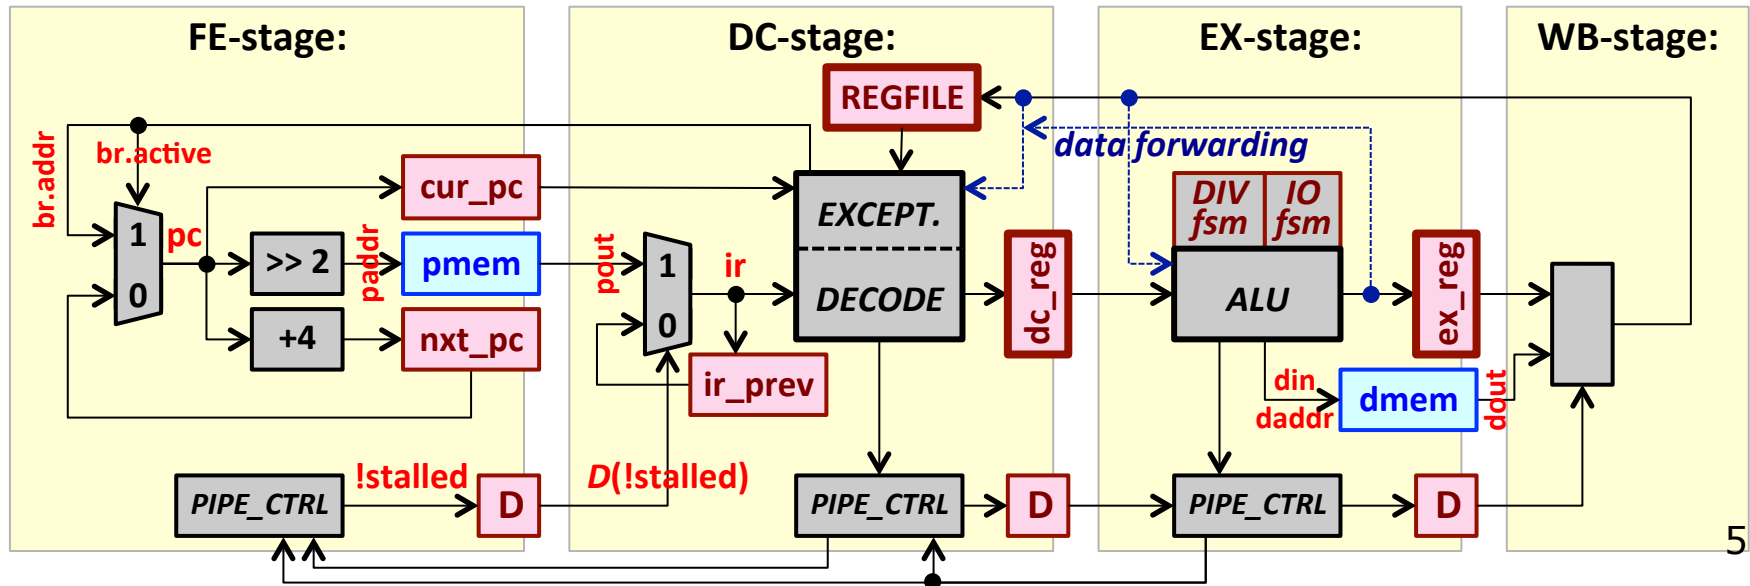 FE-stage:
DC-stage:
EX-stage:
WB-stage:
REGFILE
br.addr
br.active
data forwarding
cur_pc
EXCEPT.
DIV
fsm
IO
fsm
1
pc
0
>> 2
paddr
pmem
pout
1
0
ir
DECODE
dc_reg
ALU
ex_reg
+4
nxt_pc
ir_prev
din
daddr
dmem
dout
!stalled
D(!stalled)
PIPE_CTRL
D
PIPE_CTRL
D
PIPE_CTRL
D
5